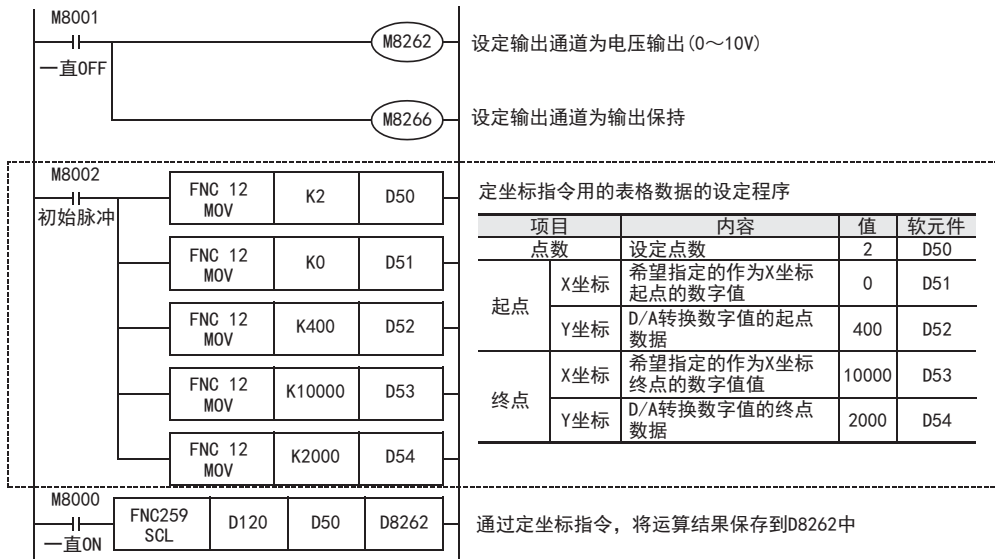 M8001
一直OFF
M8262
设定输出通道为电压输出(0～10V)
M8266
设定输出通道为输出保持
M8002
初始脉冲
FNC 12
MOV
K2
D50
FNC 12
MOV
K0
D51
FNC 12
MOV
K400
D52
FNC 12
MOV
K10000
D53
FNC 12
MOV
K2000
D54
定坐标指令用的表格数据的设定程序
项目 内容 值 软元件
点数 设定点数 2 D50
起点
X坐标
希望指定的作为X坐标
起点的数字值
0 D51
Y坐标
D/A转换数字值的起点
数据
400 D52
终点
X坐标
希望指定的作为X坐标
终点的数字值值
10000 D53
Y坐标
D/A转换数字值的终点
数据
2000 D54
M8000
一直ON
FNC259
SCL
D120
D50
D8262
通过定坐标指令，将运算结果保存到D8262中